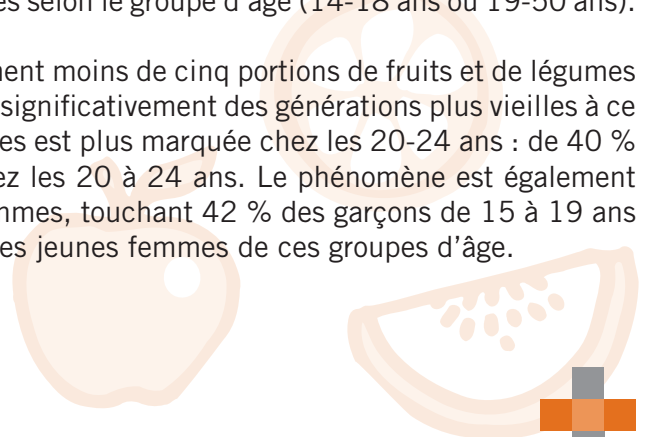 es selon le groupe d'âge (14-18 ans ou 19-50 ans).
ment moins de cinq portions de fruits et de légumes
significativement des générations plus vieilles à ce
es est plus marquée chez les 20-24 ans : de 40 %
ez les 20 à 24 ans. Le phénomène est également
mmes, touchant 42 % des garçons de 15 à 19 ans
es jeunes femmes de ces groupes d'âge.